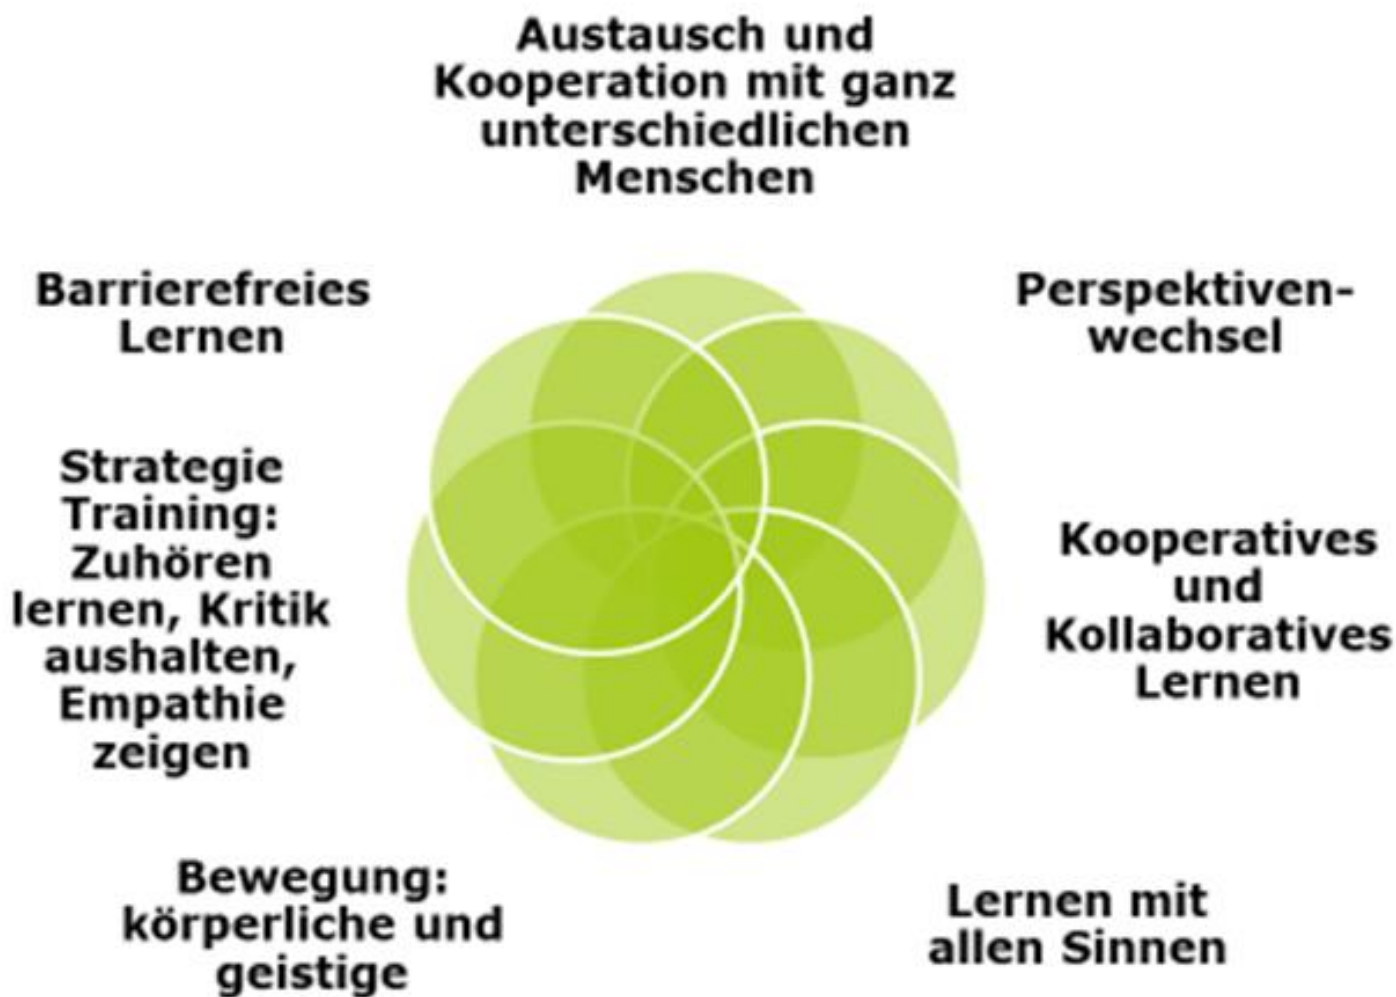 Austausch und
Kooperation mit ganz
unterschiedlichen
Menschen
Barrierefreies
Lernen
Perspektiven-
wechsel
Strategie
Training:
Zuhören
lernen, Kritik
aushalten,
Empathie
zeigen
Kooperatives
und
Kollaboratives
Lernen
Bewegung:
körperliche und
geistige
Lernen mit
allen Sinnen